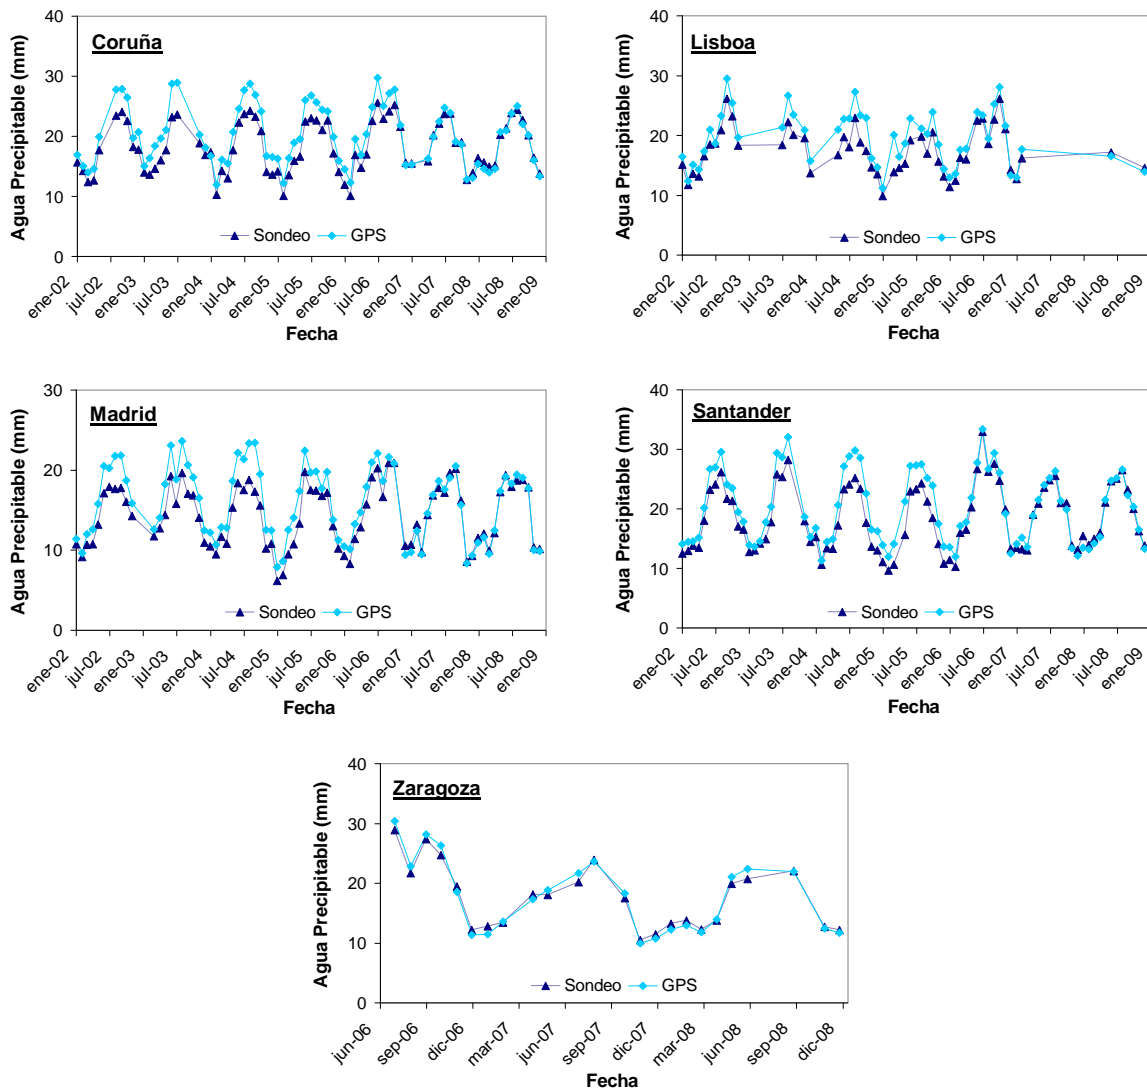 Coruña
Agua Precipitable (mm)
40
30
20
10
0
Sondeo
GPS
ene-02
jul-02
ene-03
jul-03
ene-04
jul-04
ene-05
jul-05
ene-06
jul-06
ene-07
jul-07
ene-08
jul-08
ene-09
Fecha
Lisboa
Agua Precipitable (mm)
40
30
20
10
0
Sondeo
GPS
ene-02
jul-02
ene-03
jul-03
ene-04
jul-04
ene-05
jul-05
ene-06
jul-06
ene-07
jul-07
ene-08
jul-08
ene-09
Fecha
Madrid
Agua Precipitable (mm)
30
20
10
0
Sondeo
GPS
ene-02
jul-02
ene-03
jul-03
ene-04
jul-04
ene-05
jul-05
ene-06
jul-06
ene-07
jul-07
ene-08
jul-08
ene-09
Fecha
Santander
Agua Precipitable (mm)
40
30
20
10
0
Sondeo
GPS
ene-02
jul-02
ene-03
jul-03
ene-04
jul-04
ene-05
jul-05
ene-06
jul-06
ene-07
jul-07
ene-08
jul-08
ene-09
Fecha
Zaragoza
Agua Precipitable (mm)
40
30
20
10
0
Sondeo
GPS
jun-06
sep-06
dic-06
mar-07
jun-07
sep-07
dic-07
mar-08
jun-08
sep-08
dic-08
Fecha